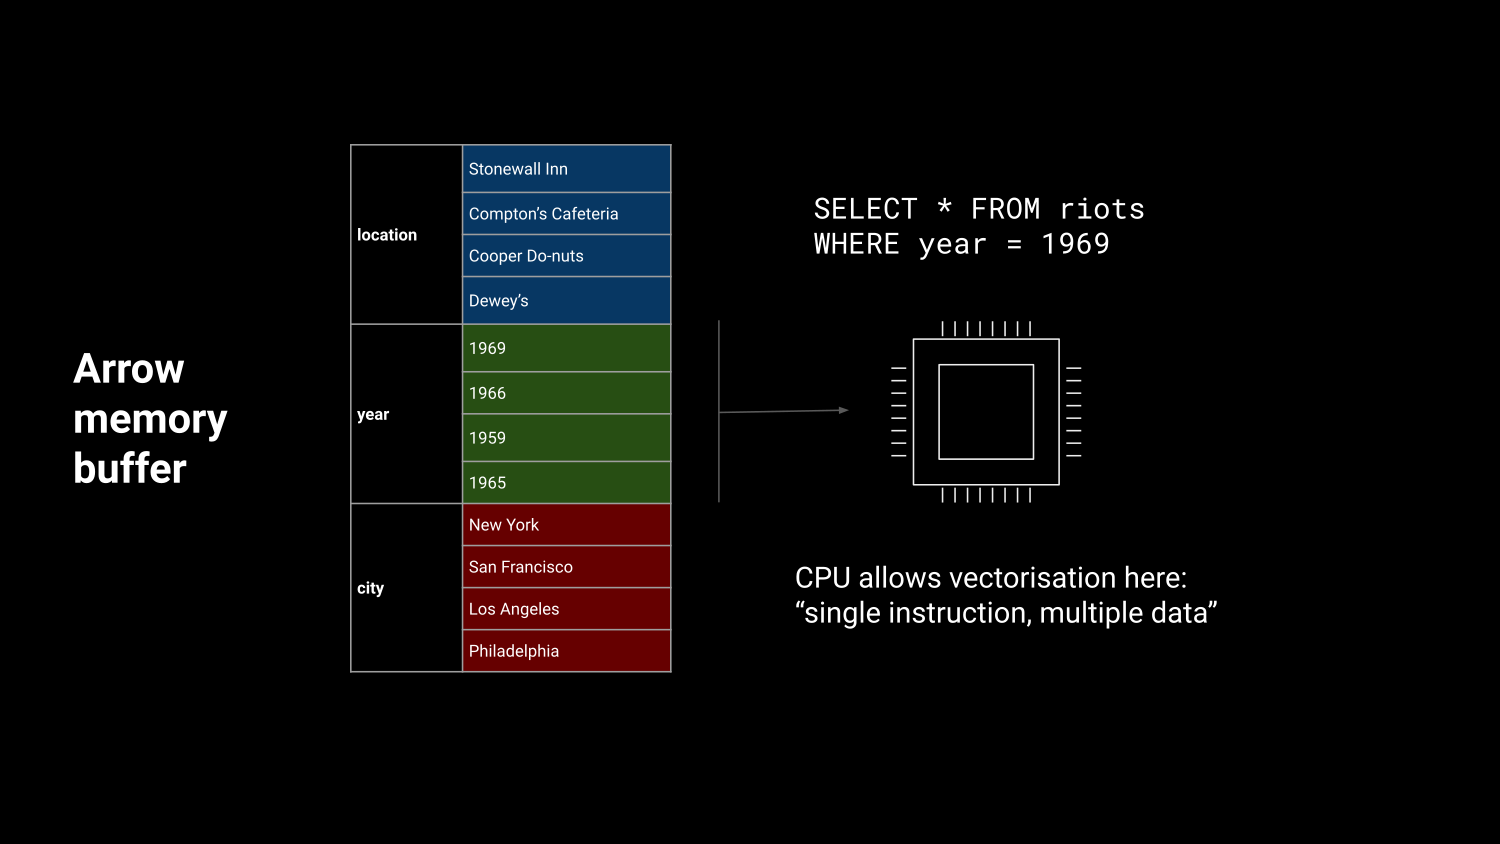 Arrow
memory
buffer
location
Stonewall Inn
Compton’s Cafeteria
Cooper Do-nuts
Dewey’s
year
1969
1966
1959
1965
city
New York
San Francisco
Los Angeles
Philadelphia
SELECT * FROM riots
WHERE year = 1969
CPU allows vectorisation here:
“single instruction, multiple data”